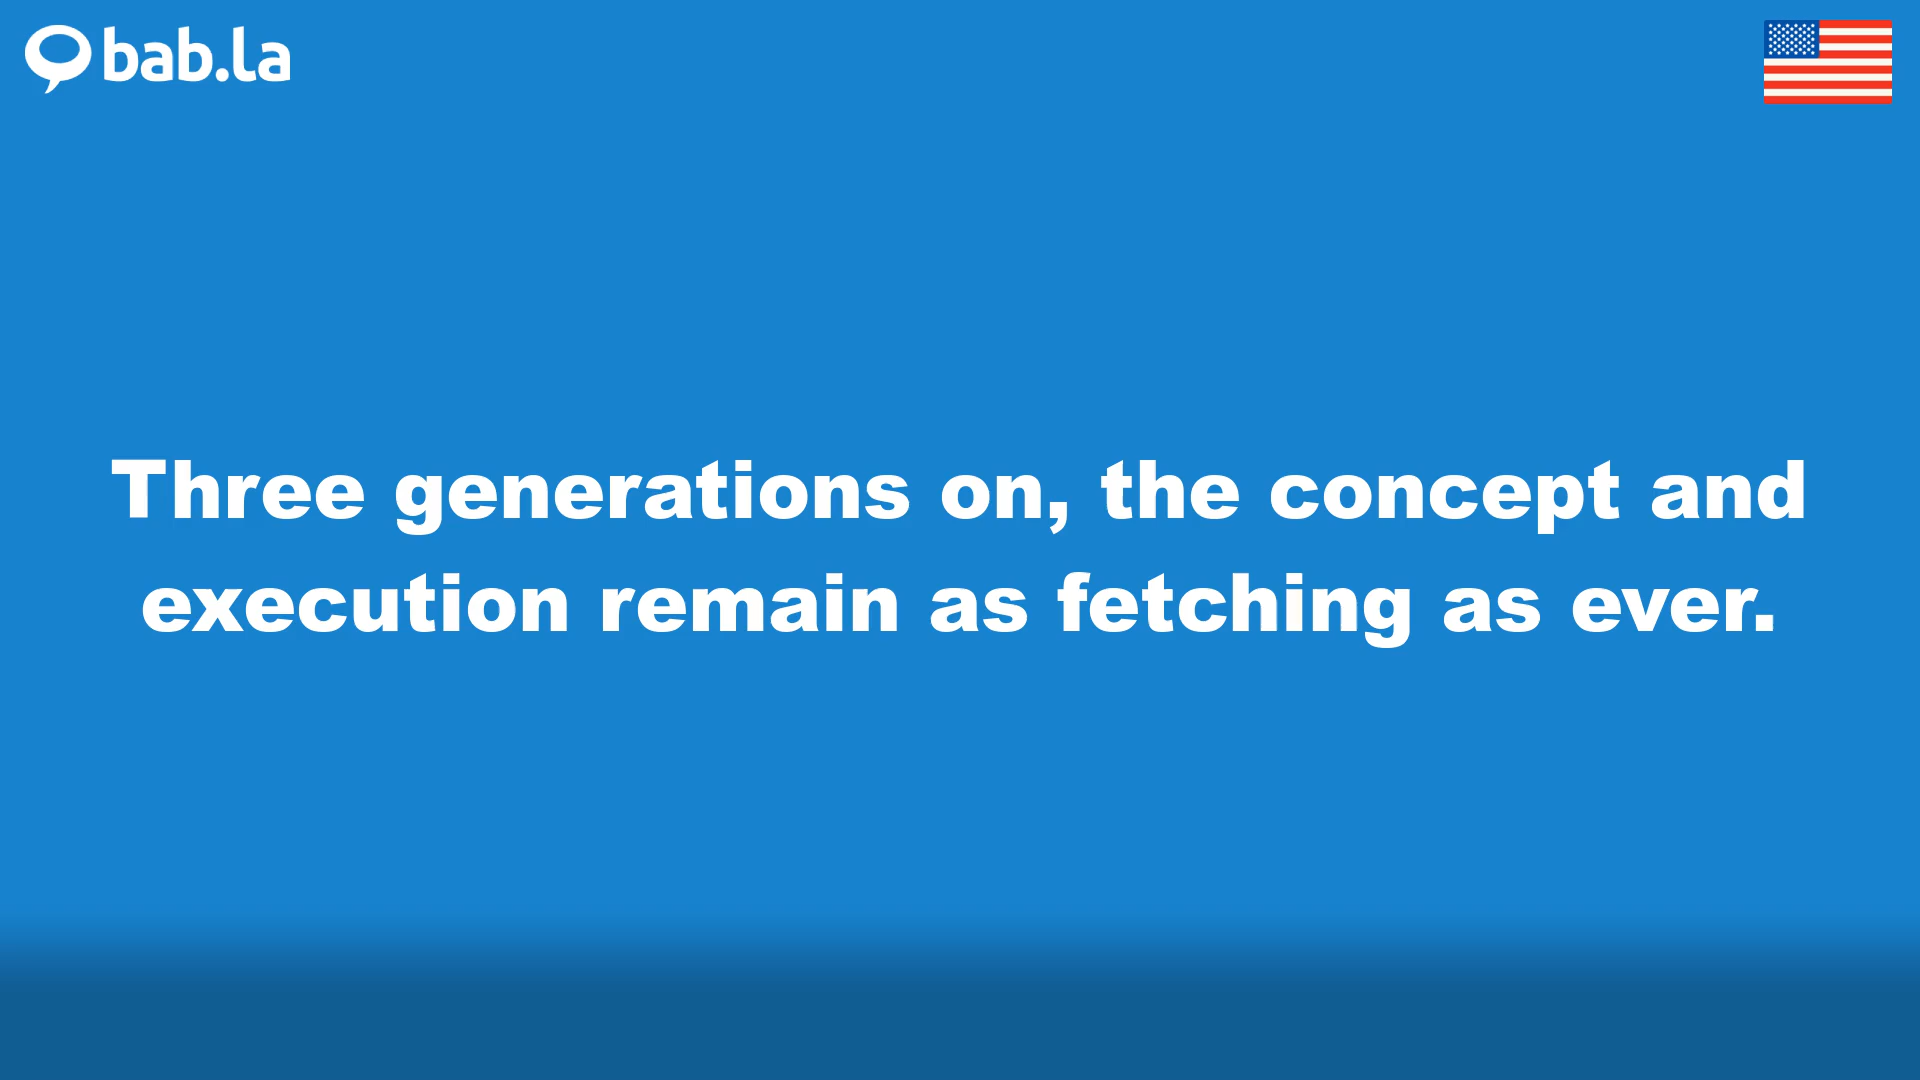 bab.la
Three generations on, the concept and
execution remain as fetching as ever.